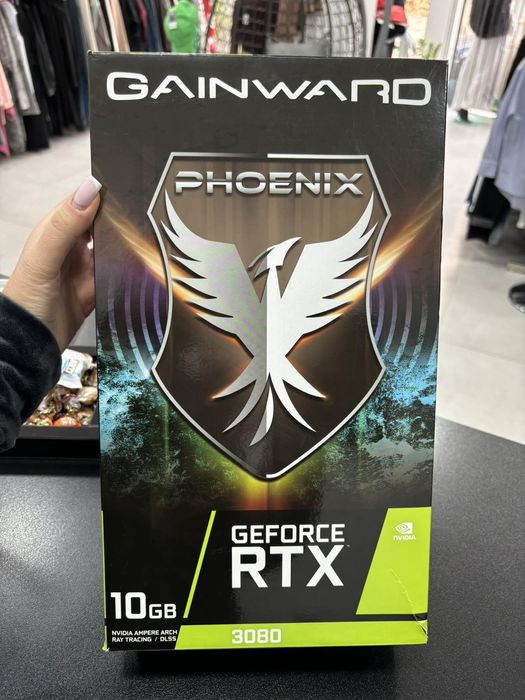 GAINWARD
PHOENIX
GEFORCE
RTX
NVIDIA
10GB
NVIDIA AMPERE ARCH
RAY TRACING / DLSS
3080